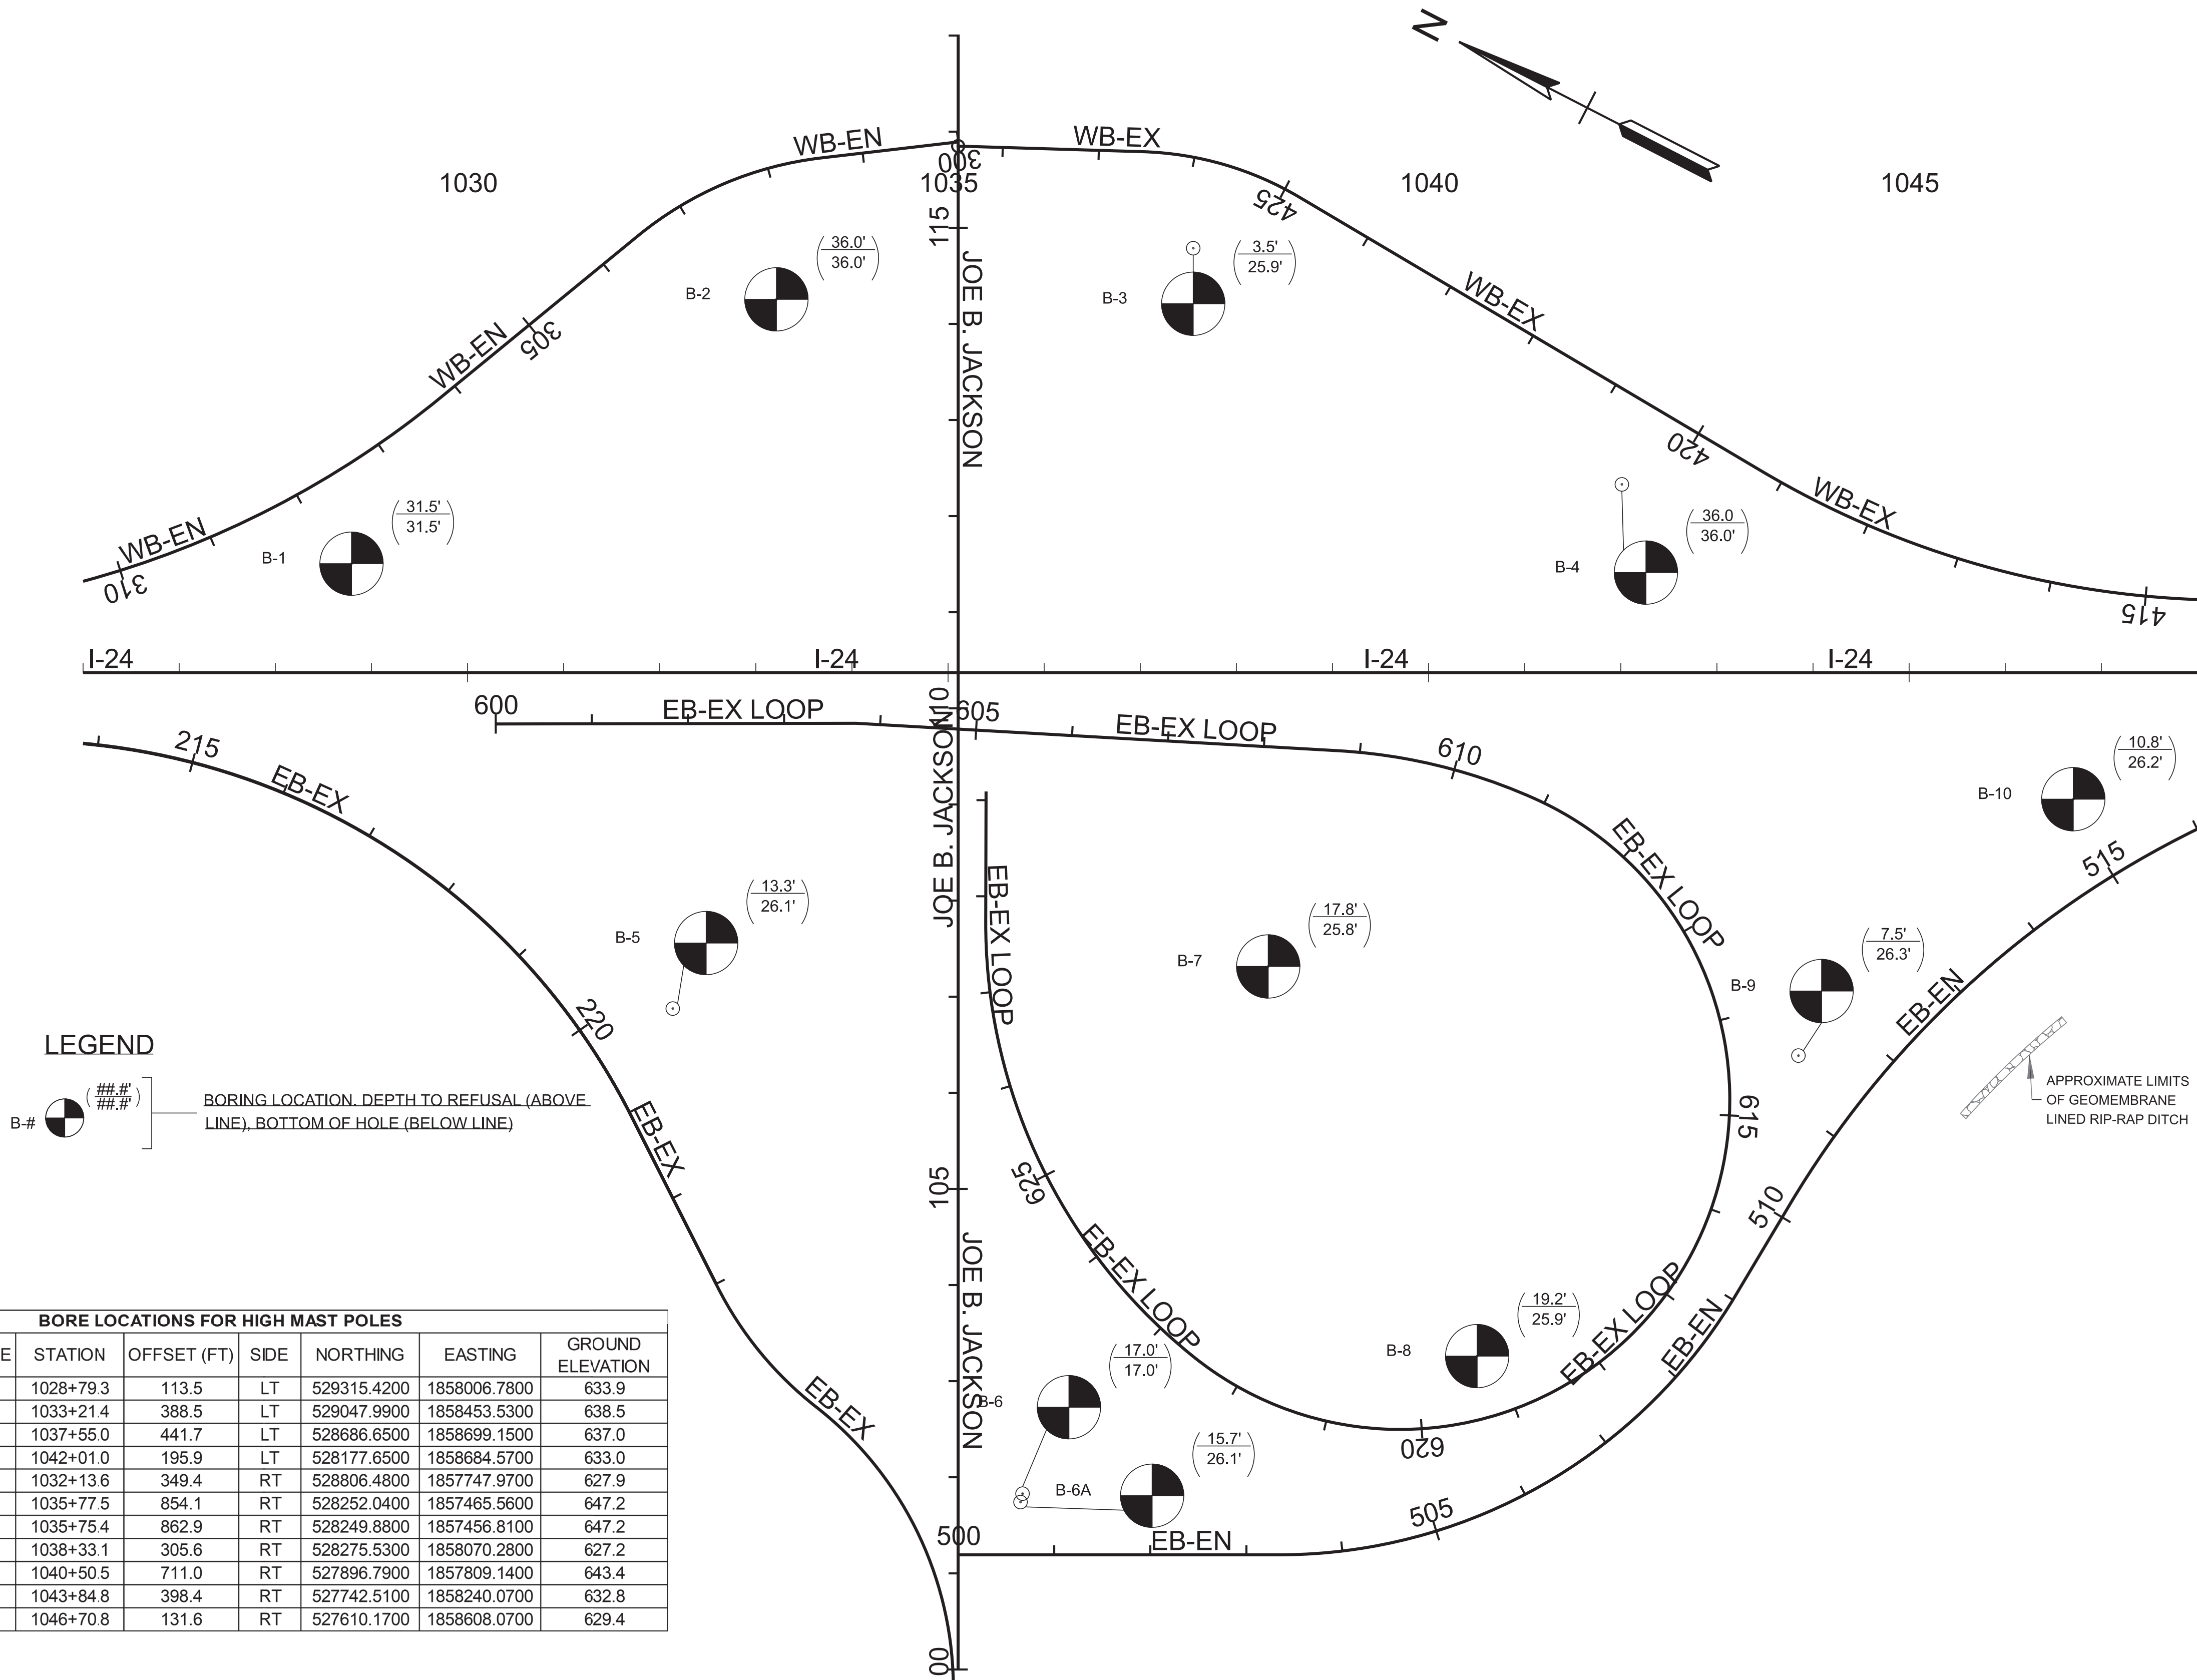 N
WB-EN
WB-EX
300
1030
1035
1040
1045
425
115
JOE B. JACKSON
36.0'
36.0'
B-2
3.5'
25.9'
B-3
WB-EX
WB-EN
305
420
WB-EX
31.5'
31.5'
B-1
WB-EN
310
36.0
36.0'
B-4
415
I-24
I-24
I-24
I-24
600
EB-EX LOOP
110
605
EB-EX LOOP
610
215
EB-EX
JOE B. JACKSON
10.8'
26.2'
B-10
EB-EX LOOP
515
EB-EX LOOP
13.3'
26.1'
B-5
17.8'
25.8'
B-7
7.5'
26.3'
B-9
EB-EN
220
LEGEND
B-#
##.#'
##.#'
BORING LOCATION, DEPTH TO REFUSAL (ABOVE
LINE), BOTTOM OF HOLE (BELOW LINE)
EB-EX
APPROXIMATE LIMITS
OF GEOMEMBRANE
LINED RIP-RAP DITCH
615
625
105
510
JOE B. JACKSON
EB-EX LOOP
EB-EX LOOP
EB-EN
19.2'
25.9'
B-8
17.0'
17.0'
B-6
EB-EX
620
15.7'
26.1'
B-6A
505
500
EB-EN
00
BORE LOCATIONS FOR HIGH MAST POLES
E STATION OFFSET (FT) SIDE NORTHING EASTING GROUND
ELEVATION
1028+79.3 113.5 LT 529315.4200 1858006.7800 633.9
1033+21.4 388.5 LT 529047.9900 1858453.5300 638.5
1037+55.0 441.7 LT 528686.6500 1858699.1500 637.0
1042+01.0 195.9 LT 528177.6500 1858684.5700 633.0
1032+13.6 349.4 RT 528806.4800 1857747.9700 627.9
1035+77.5 854.1 RT 528252.0400 1857465.5600 647.2
1035+75.4 862.9 RT 528249.8800 1857456.8100 647.2
1038+33.1 305.6 RT 528275.5300 1858070.2800 627.2
1040+50.5 711.0 RT 527896.7900 1857809.1400 643.4
1043+84.8 398.4 RT 527742.5100 1858240.0700 632.8
1046+70.8 131.6 RT 527610.1700 1858608.0700 629.4